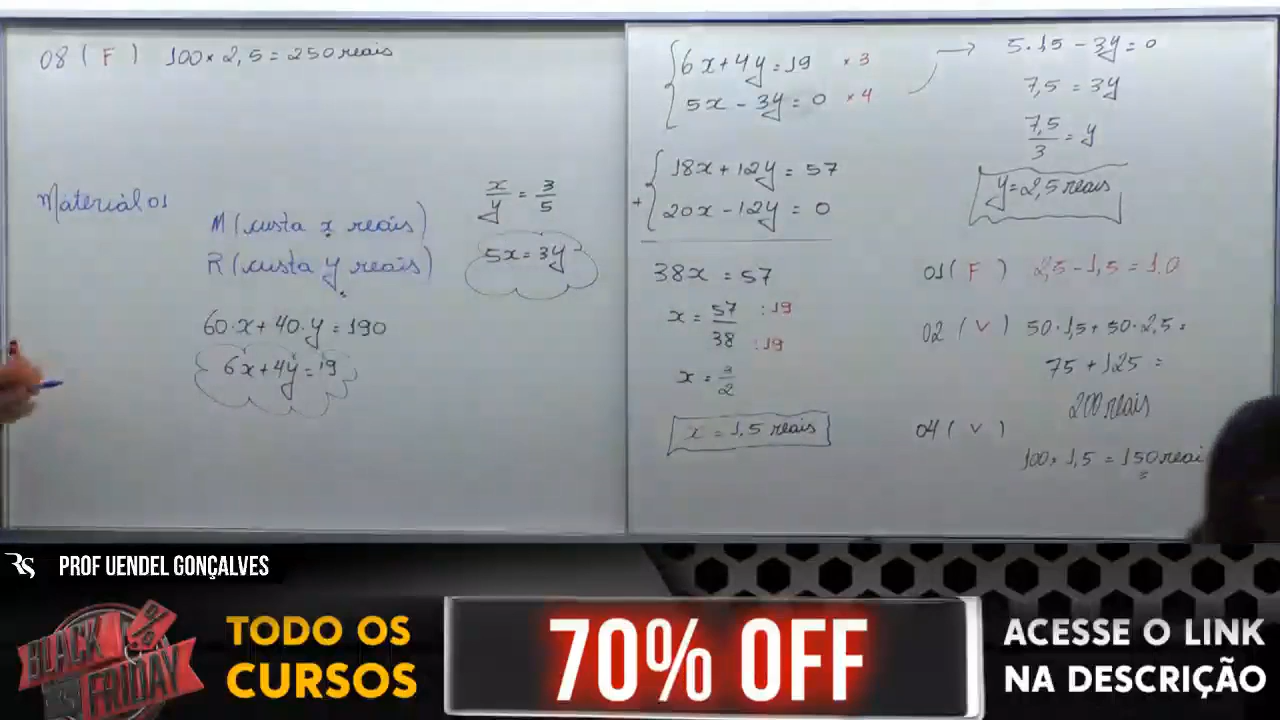 08 ( F ) 100 × 2,5 = 250 reais
Material 01
M (custa x reais)
R (custa y reais)
60·x + 40·y = 190
6x + 4y = 19
x/y = 3/5
5x = 3y
6x + 4y = 19 ×3
5x - 3y = 0 ×4
18x + 12y = 57
+ 20x - 12y = 0
38x = 57
x = 57/38 :19 :19
x = 3/2
x = 1,5 reais
5·1,5 - 3y = 0
7,5 = 3y
7,5/3 = y
y = 2,5 reais
01 ( F ) 2,5 - 1,5 = 1,0
02 ( V ) 50·1,5 + 50·2,5 =
75 + 125 =
200 reais
04 ( V )
100 × 1,5 = 150 reai
RS PROF UENDEL GONÇALVES
BLACK FRIDAY
TODO OS CURSOS
70% OFF
ACESSE O LINK
NA DESCRIÇÃO